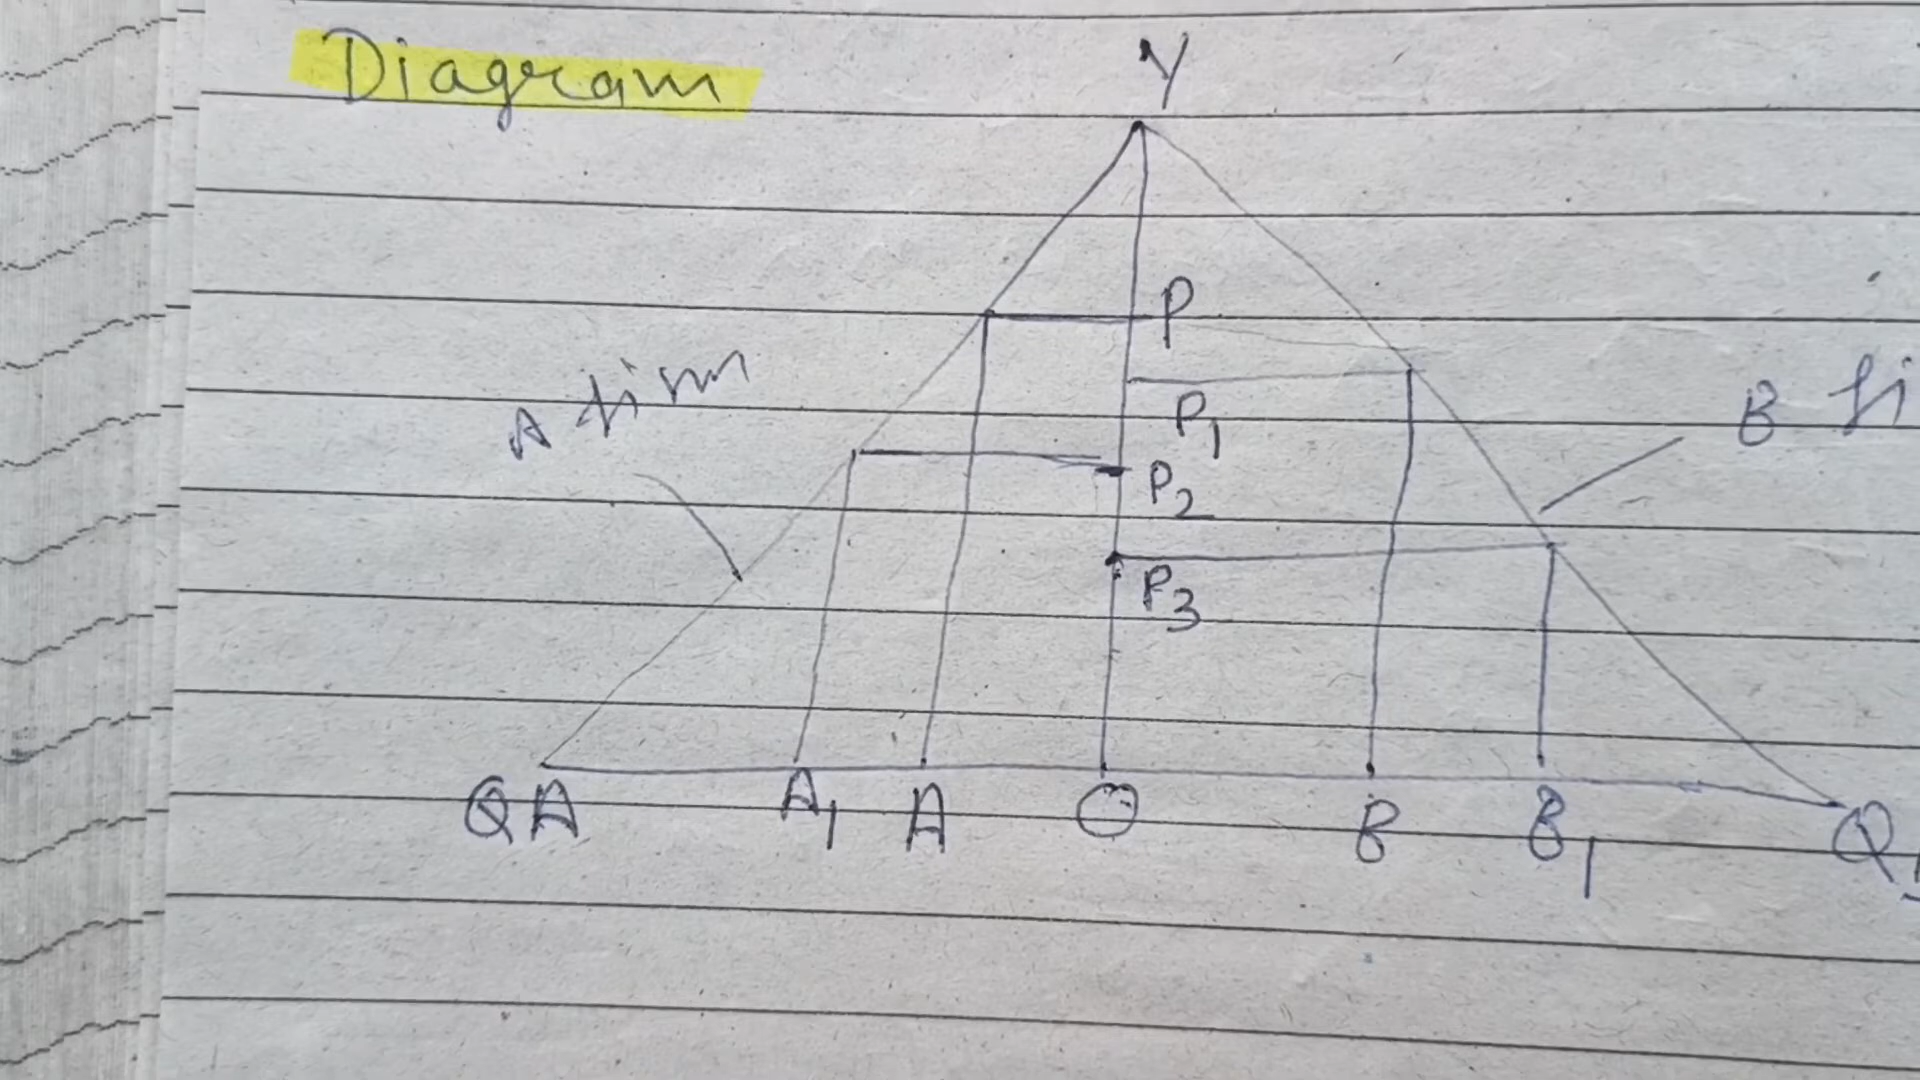 Diagram
Y
P
A firm
B fi
P1
P2
P3
QA A1 A O B B1 Q